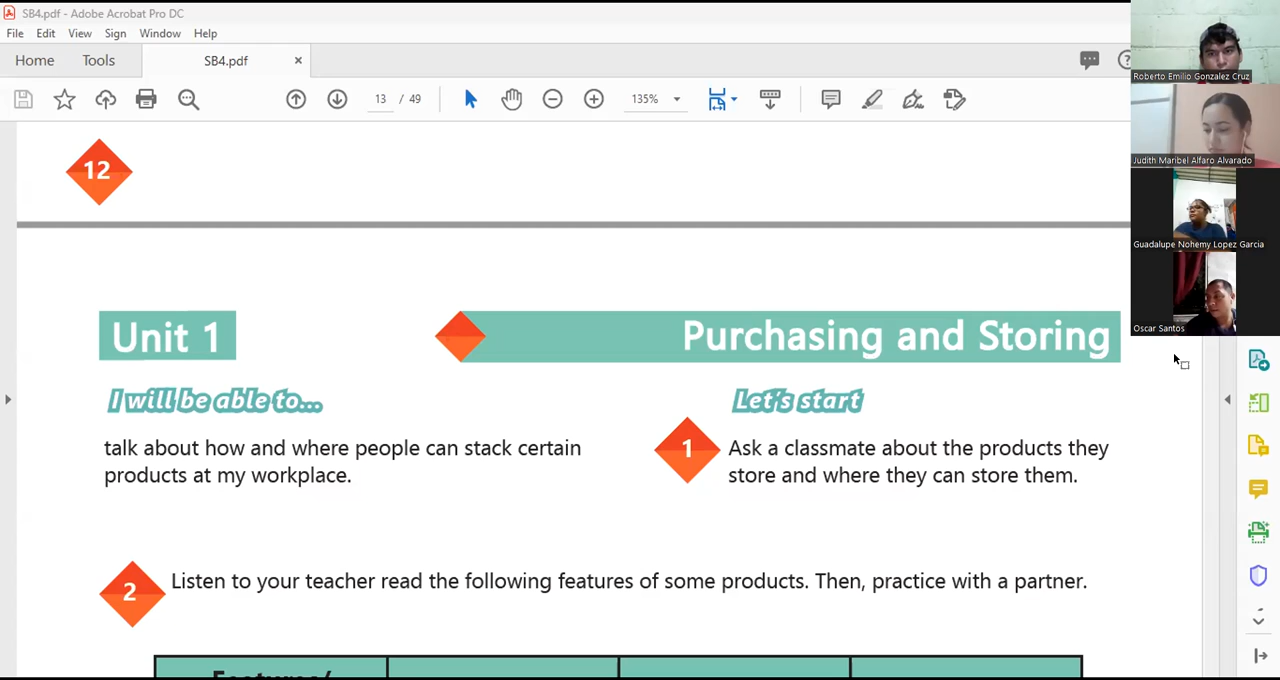 SB4.pdf - Adobe Acrobat Pro DC
File Edit View Sign Window Help
Home Tools SB4.pdf ×
13 / 49 135%
12
Unit 1
Purchasing and Storing
I will be able to...
talk about how and where people can stack certain
products at my workplace.
Let's start
1 Ask a classmate about the products they
store and where they can store them.
2 Listen to your teacher read the following features of some products. Then, practice with a partner.
Features/
Roberto Emilio Gonzalez Cruz
Judith Maribel Alfaro Alvarado
Guadalupe Nohemy Lopez Garcia
Oscar Santos